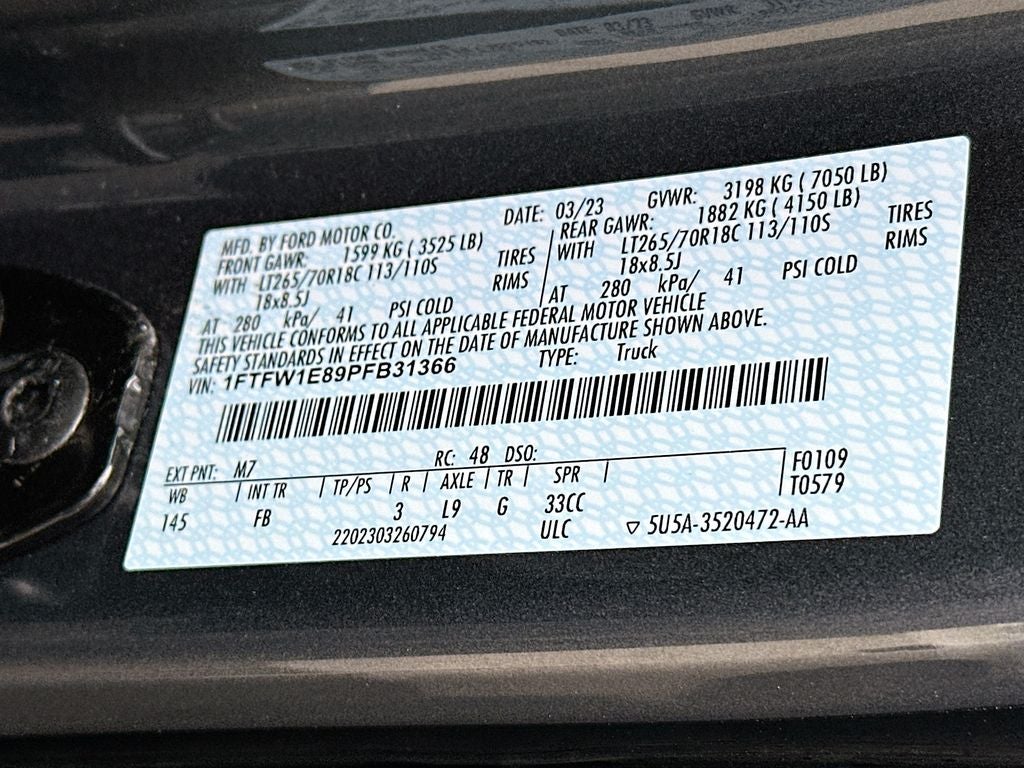 MFD. BY FORD MOTOR CO. DATE: 03/23 GVWR: 3198 KG ( 7050 LB)
FRONT GAWR: 1599 KG ( 3525 LB) REAR GAWR: 1882 KG ( 4150 LB)
WITH LT265/70R18C 113/110S TIRES WITH LT265/70R18C 113/110S TIRES
18x8.5J RIMS 18x8.5J RIMS
AT 280 kPa/ 41 PSI COLD AT 280 kPa/ 41 PSI COLD
THIS VEHICLE CONFORMS TO ALL APPLICABLE FEDERAL MOTOR VEHICLE
SAFETY STANDARDS IN EFFECT ON THE DATE OF MANUFACTURE SHOWN ABOVE.
VIN: 1FTFW1E89PFB31366 TYPE: Truck
EXT PNT: M7 RC: 48 DSO:
WB INT TR TP/PS R AXLE TR SPR F0109
145 FB 3 L9 G 33CC T0579
2202303260794 ULC ▽ 5U5A-3520472-AA